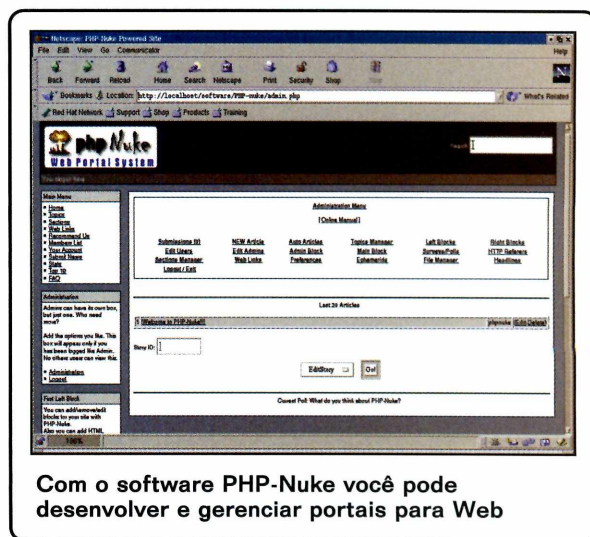 Netscape: PHP-Nuke Powered Site
File Edit View Go Communicator Help
Back Forward Reload Home Search Netscape Print Security Shop Stop
Bookmarks Location: http://localhost/software/PHP-nuke/admin.php What's Related
Red Hat Network Support Shop Products Training
php Nuke
Web Portal System
Search
Main Menu
Home
Topics
Sections
Web Links
Recommend Us
Members List
Your Account
Submit News
Stats
Top 10
FAQ
Administration Menu
[Online Manual]
Submissions (0) NEW Article Auto Articles Topics Manager Left Blocks Right Blocks
Edit Users Edit Admins Admin Block Main Block Surveys/Polls HTTP Referers
Sections Manager Web Links Preferences Ephemerids File Manager Headlines
Logout / Exit
Administration
Admins can have its own box,
but just one. Who need
more?
Add the options you like. This
box will appear only if you
has been logged like Admin.
No others users can view this.
Administration
Logout
Last 20 Articles
1 Welcome to PHP-Nuke!!! phpnuke (Edit-Delete)
Story ID:
EditStory Go!
Current Poll: What do you think about PHP-Nuke?
First Left Block
You can add/remove/edit
blocks for your site with
PHP-Nuke.
Also you can add HTML
100%
Com o software PHP-Nuke você pode
desenvolver e gerenciar portais para Web